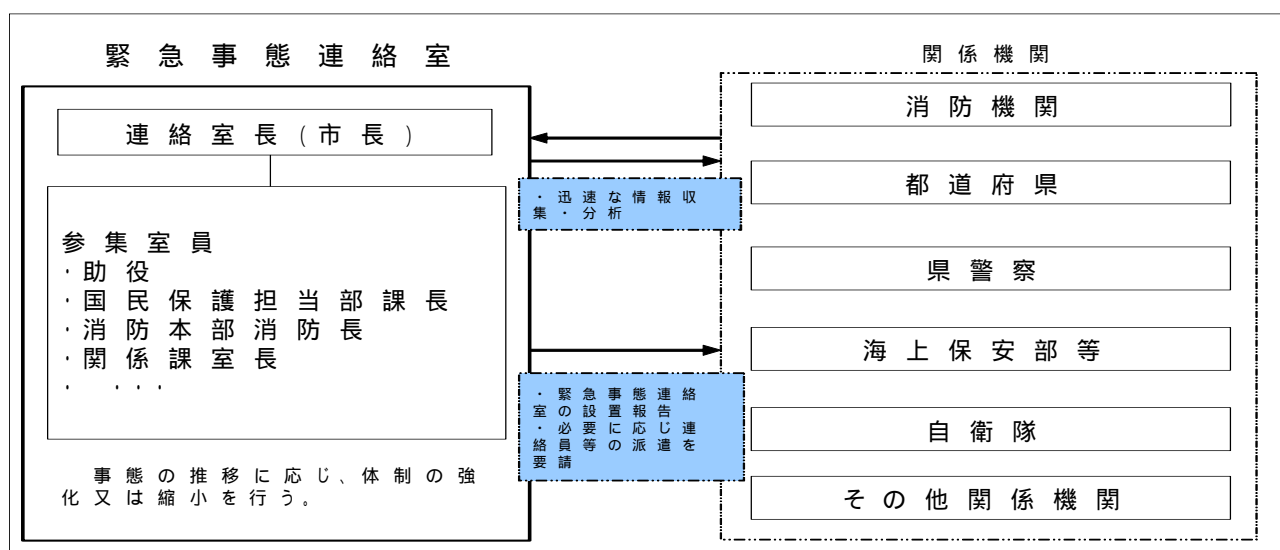 緊急事態連絡室
連絡室長(市長)
参集室員
・助役
・国民保護担当部課長
・消防本部消防長
・関係課室長
・ ・・・
事態の推移に応じ、体制の強
化又は縮小を行う。
・迅速な情報収
集・分析
・緊急事態連絡
室の設置報告
・必要に応じ連
絡員等の派遣を
要請
関係機関
消防機関
都道府県
県警察
海上保安部等
自衛隊
その他関係機関